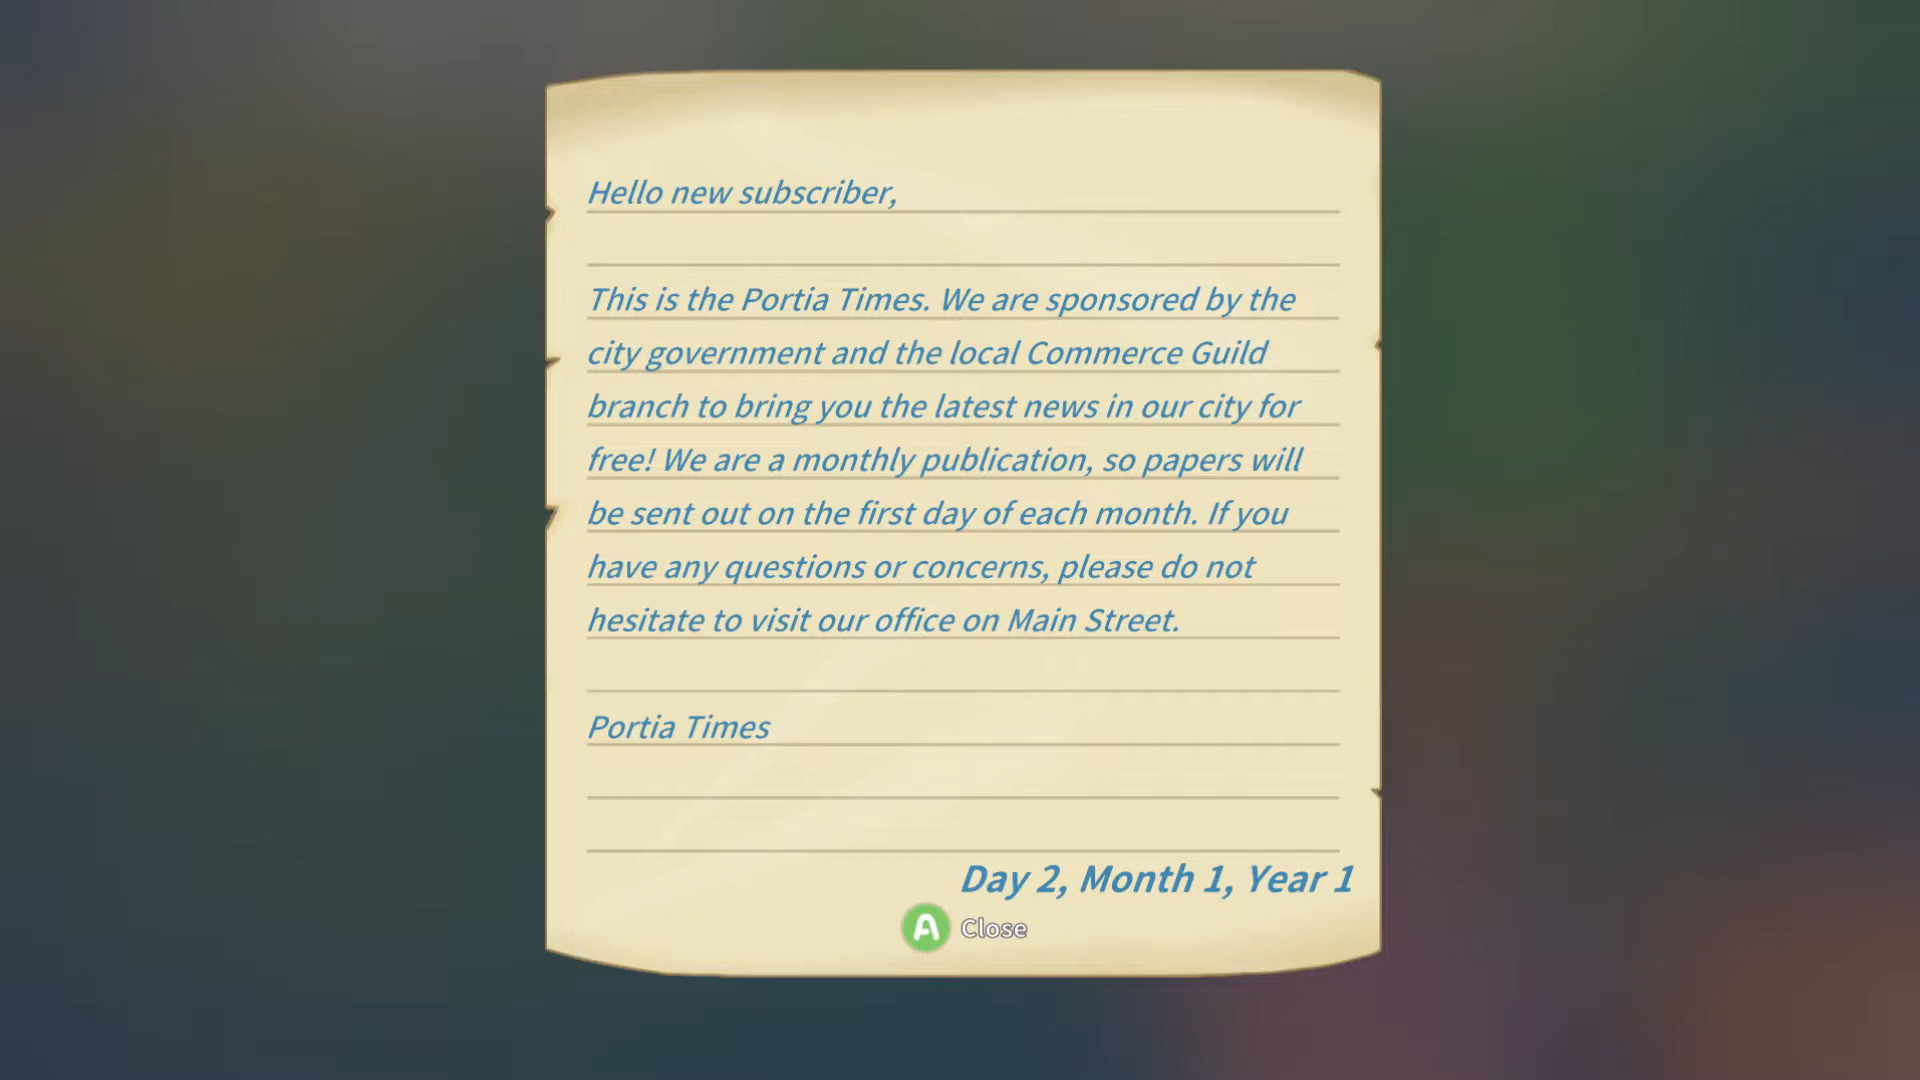 Hello new subscriber,
This is the Portia Times. We are sponsored by the
city government and the local Commerce Guild
branch to bring you the latest news in our city for
free! We are a monthly publication, so papers will
be sent out on the first day of each month. If you
have any questions or concerns, please do not
hesitate to visit our office on Main Street.
Portia Times
Day 2, Month 1, Year 1
A Close